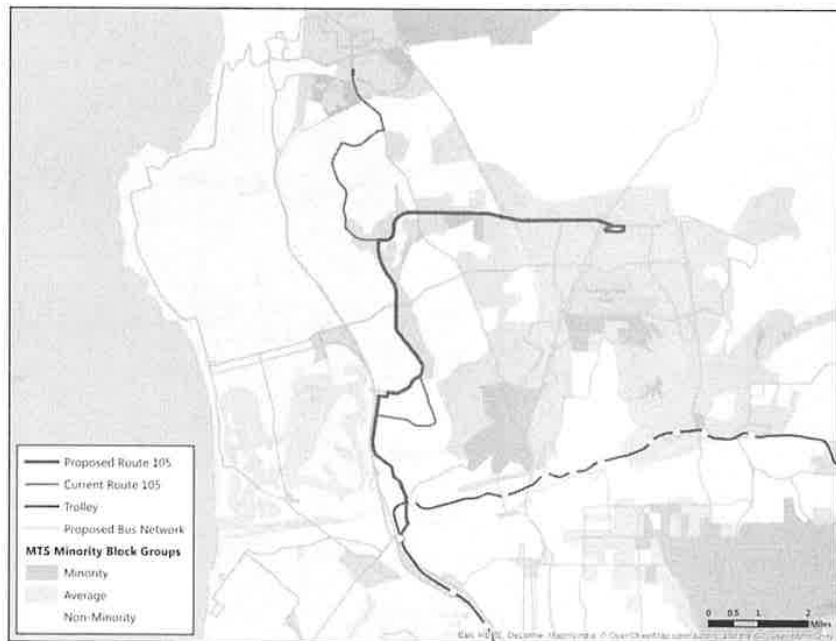 Proposed Route 105
Current Route 105
Trolley
Proposed Bus Network
MTS Minority Block Groups
Minority
Average
Non-Minority
0 0.5 1 2
Miles